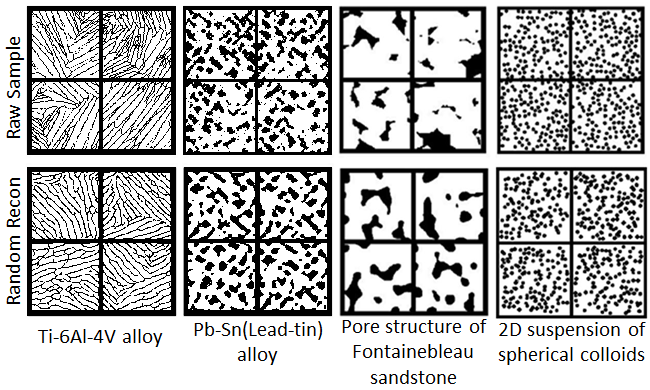 Raw Sample
Random Recon
Ti-6Al-4V alloy
Pb-Sn(Lead-tin)
alloy
Pore structure of
Fontainebleau
sandstone
2D suspension of
spherical colloids